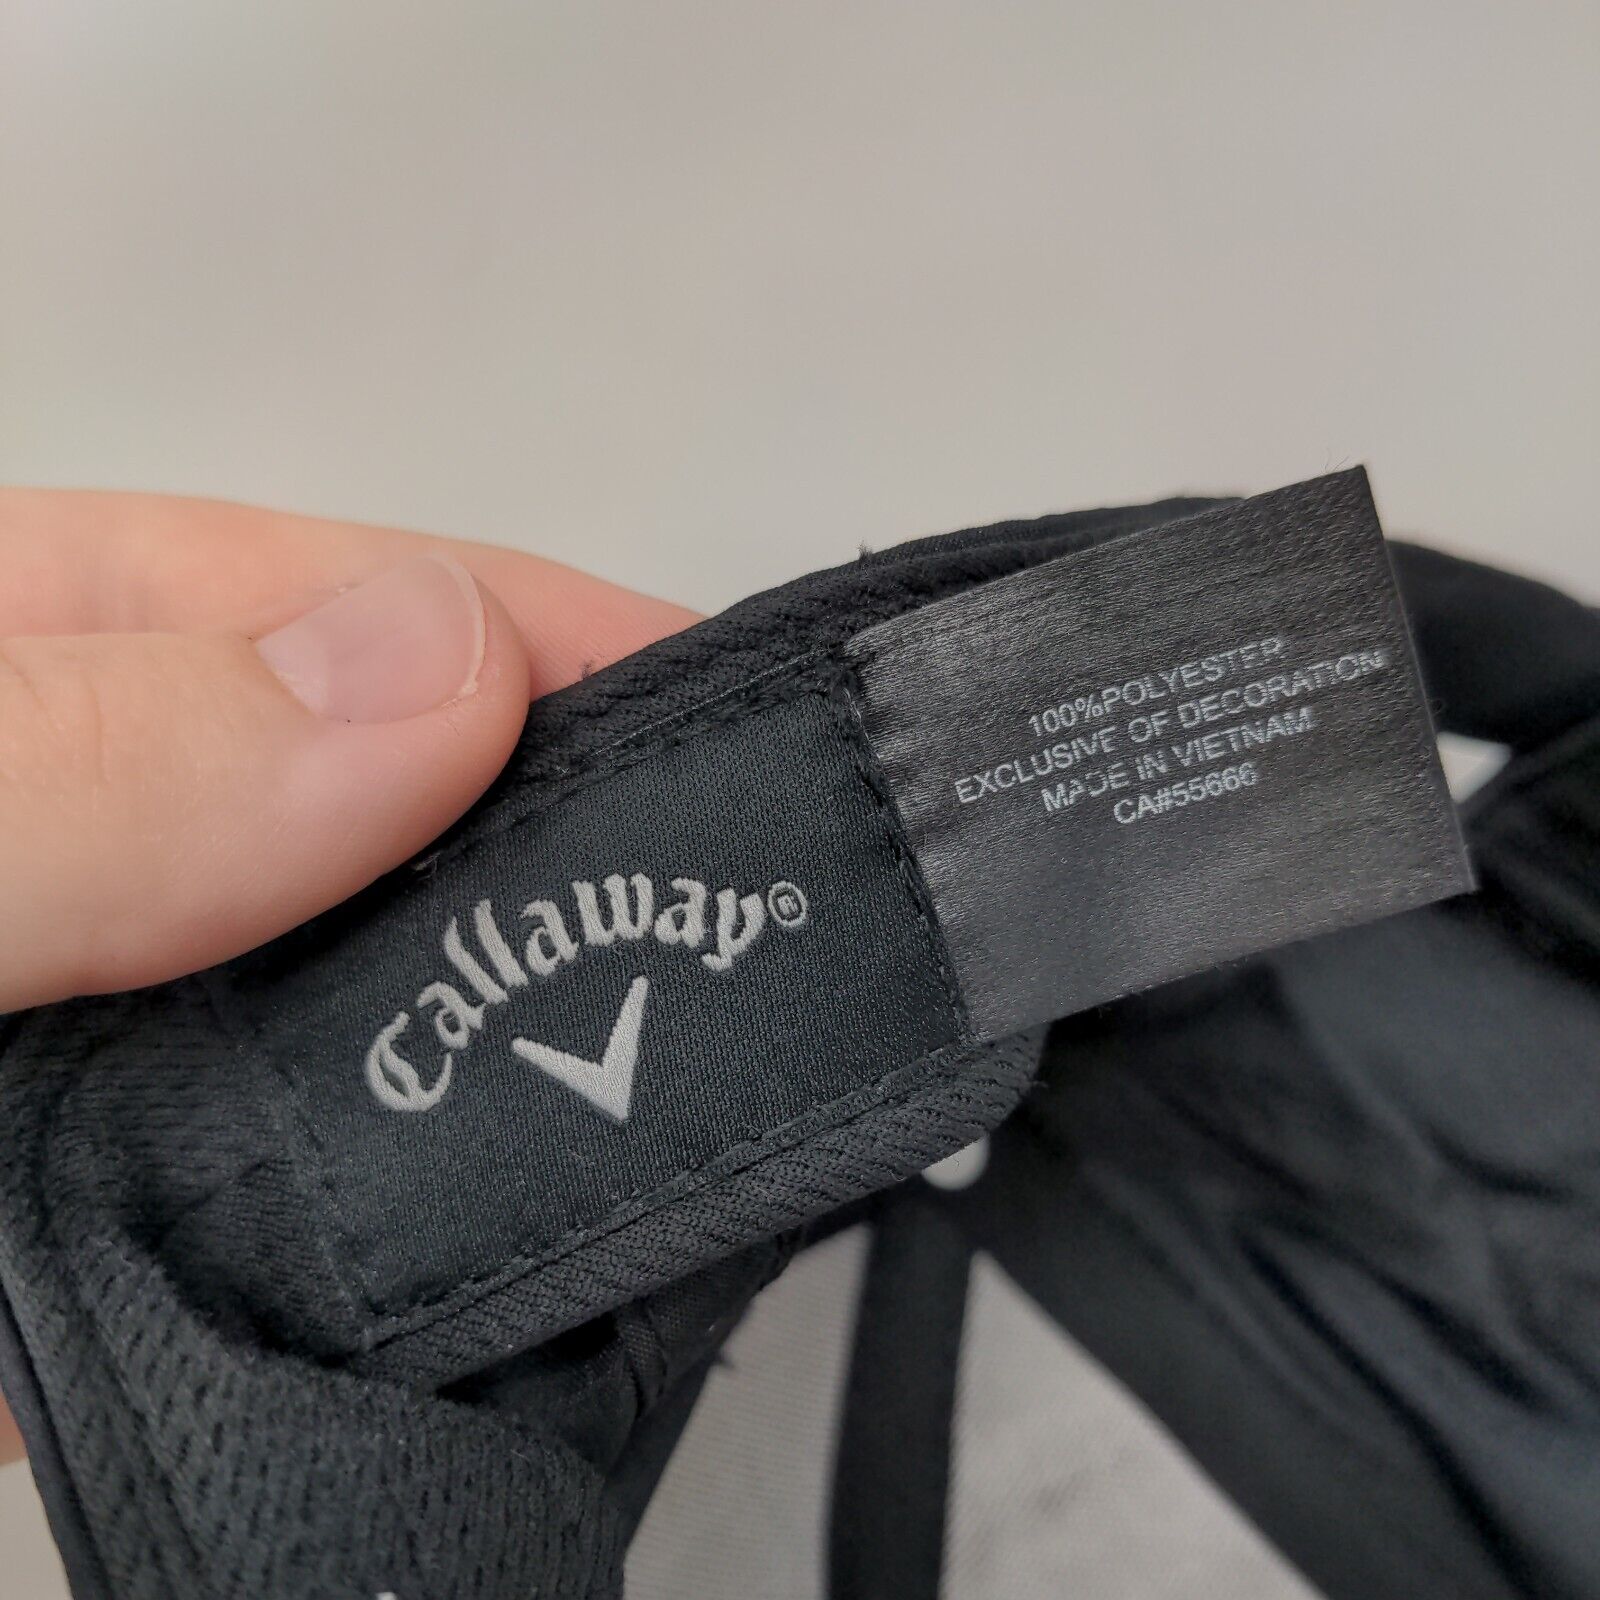 Callaway®
100%POLYESTER
EXCLUSIVE OF DECORATION
MADE IN VIETNAM
CA#55666